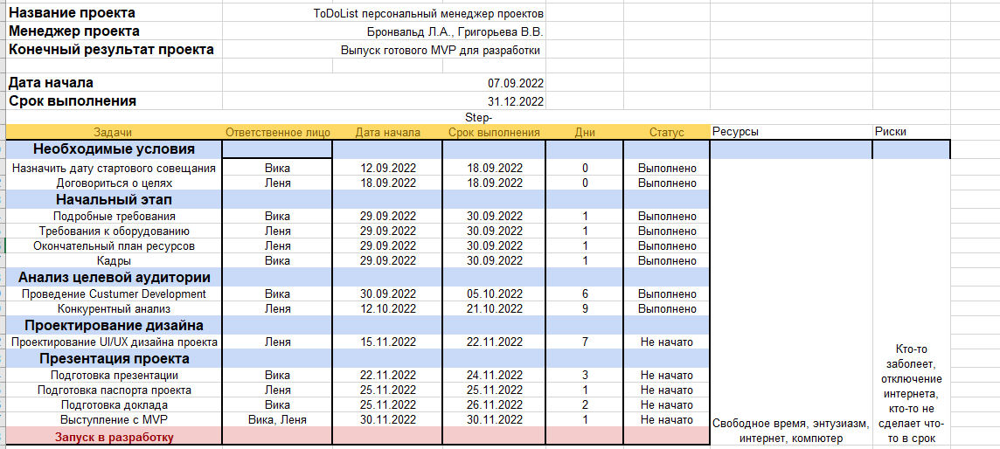 Название проекта ToDoList персональный менеджер проектов
Менеджер проекта Бронвальд Л.А., Григорьева В.В.
Конечный результат проекта Выпуск готового MVP для разработки
Дата начала 07.09.2022
Срок выполнения 31.12.2022
Step-
Задачи Ответственное лицо Дата начала Срок выполнения Дни Статус Ресурсы Риски
Необходимые условия
Назначить дату стартового совещания Вика 12.09.2022 18.09.2022 0 Выполнено
Договориться о целях Леня 18.09.2022 18.09.2022 0 Выполнено
Начальный этап
Подробные требования Вика 29.09.2022 30.09.2022 1 Выполнено
Требования к оборудованию Леня 29.09.2022 30.09.2022 1 Выполнено
Окончательный план ресурсов Леня 29.09.2022 30.09.2022 1 Выполнено
Кадры Вика 29.09.2022 30.09.2022 1 Выполнено
Анализ целевой аудитории
Проведение Custumer Development Вика 30.09.2022 05.10.2022 6 Выполнено
Конкурентный анализ Леня 12.10.2022 21.10.2022 9 Выполнено
Проектирование дизайна
Проектирование UI/UX дизайна проекта Леня 15.11.2022 22.11.2022 7 Не начато
Презентация проекта
Подготовка презентации Вика 22.11.2022 24.11.2022 3 Не начато
Подготовка паспорта проекта Леня 25.11.2022 25.11.2022 1 Не начато
Подготовка доклада Вика 25.11.2022 26.11.2022 2 Не начато
Выступление с MVP Вика, Леня 30.11.2022 30.11.2022 1 Не начато
Запуск в разработку
Свободное время, энтузиазм,
интернет, компютер
Кто-то
заболеет,
отключение
интернета,
кто-то не
сделает что-
то в срок